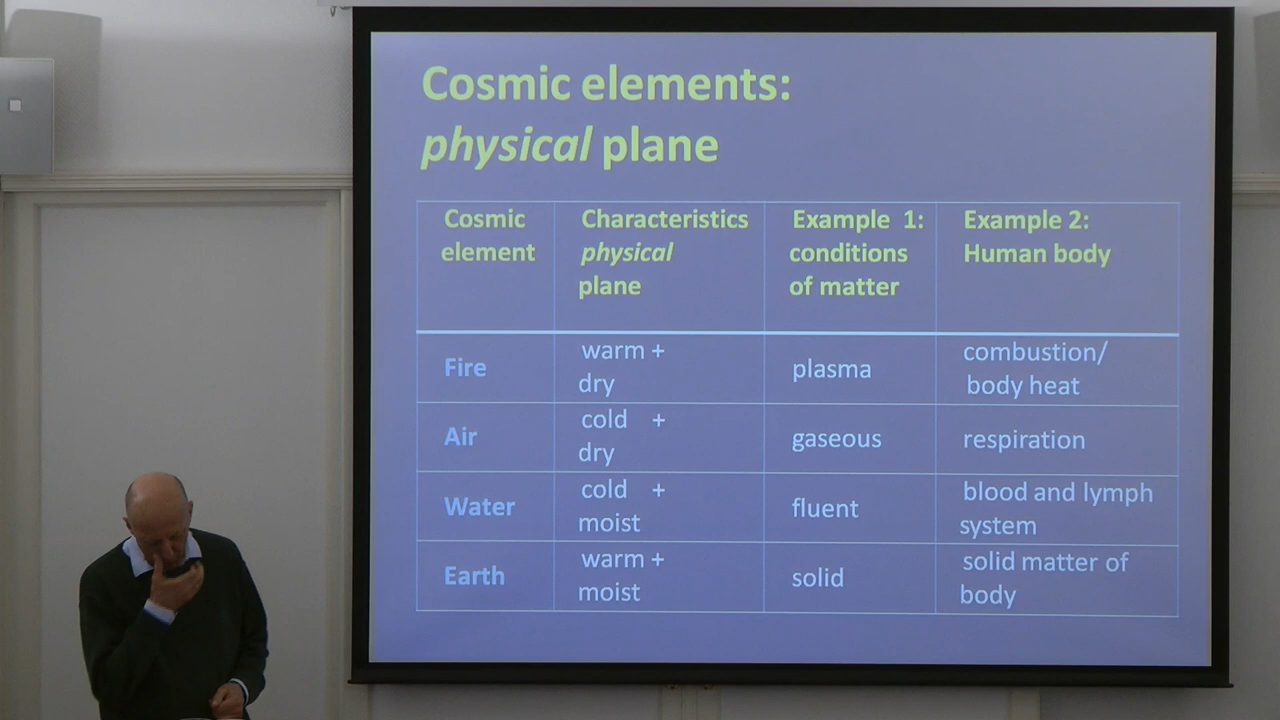 Cosmic elements:
physical plane
Cosmic
element
Characteristics
physical
plane
Example 1:
conditions
of matter
Example 2:
Human body
Fire
warm +
dry
plasma
combustion/
body heat
Air
cold +
dry
gaseous
respiration
Water
cold +
moist
fluent
blood and lymph
system
Earth
warm +
moist
solid
solid matter of
body